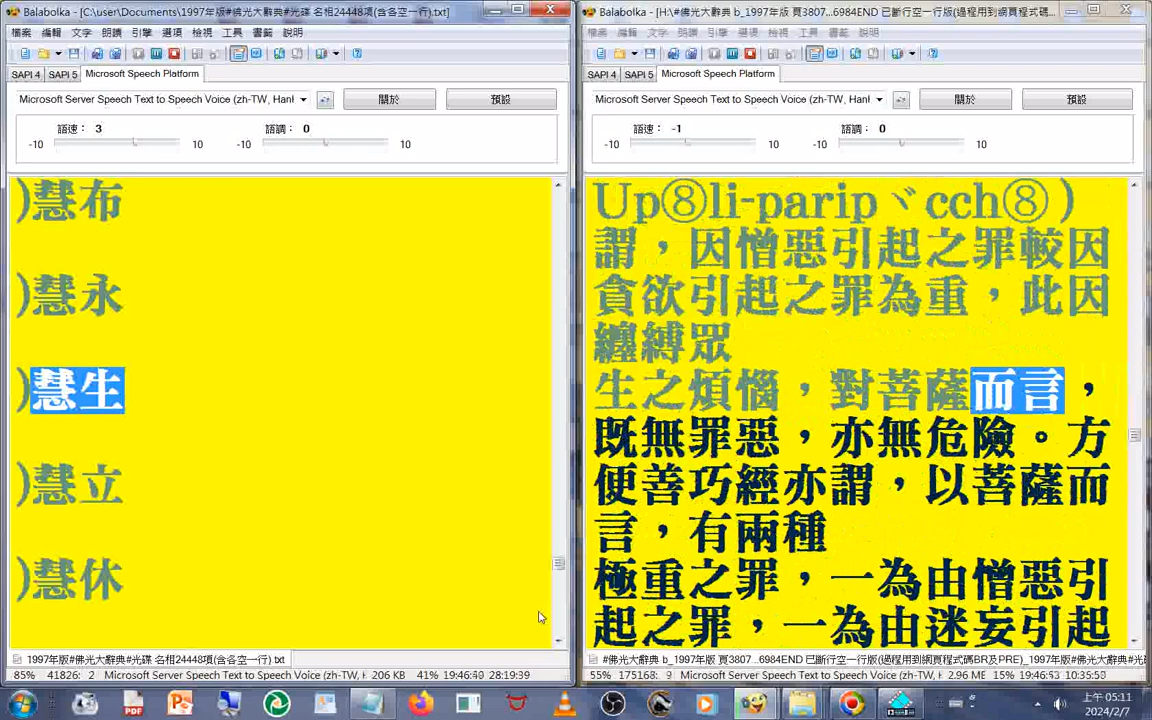 Balabolka - [C:\user\Documents\1997年版#佛光大辭典#光碟 名相24448項(含各空一行).txt]
檔案 編輯 文字 朗讀 引擎 選項 檢視 工具 書籤 說明
SAPI 4 SAPI 5 Microsoft Speech Platform
Microsoft Server Speech Text to Speech Voice (zh-TW, Hanl
關於
預設
語速： 3 語調： 0
-10 10 -10 10
)慧布
)慧永
)慧生
)慧立
)慧休
1997年版#佛光大辭典#光碟 名相24448項(含各空一行).txt
85% 41826: 2 Microsoft Server Speech Text to Speech Voice (zh-TW, H 206 KB 41% 19:46:49 28:19:39
Balabolka - [H:\#佛光大辭典 b_1997年版 頁3807...6984END 已斷行空一行版(過程用到網頁程式碼...
檔案 編輯 文字 朗讀 引擎 選項 檢視 工具 書籤 說明
SAPI 4 SAPI 5 Microsoft Speech Platform
Microsoft Server Speech Text to Speech Voice (zh-TW, Hanl
關於
預設
語速： -1 語調： 0
-10 10 -10 10
Up⑧li-paripヾcch⑧)
謂，因憎惡引起之罪較因
貪欲引起之罪為重，此因
纏縛眾
生之煩惱，對菩薩而言，
既無罪惡，亦無危險。方
便善巧經亦謂，以菩薩而
言，有兩種
極重之罪，一為由憎惡引
起之罪，一為由迷妄引起
#佛光大辭典 b_1997年版 頁3807...6984END 已斷行空一行版(過程用到網頁程式碼BR及PRE)_1997年版#佛光
55% 175168: 9 Microsoft Server Speech Text to Speech Voice (zh-TW, H 2.96 MB 15% 19:46:43
上午 05:11
2024/2/7